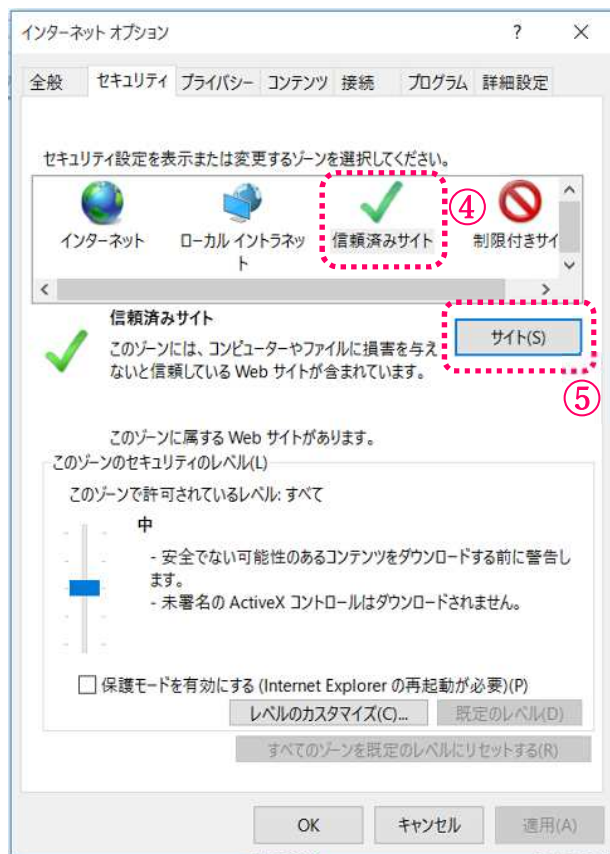 インターネット オプション ? ×
全般 セキュリティ プライバシー コンテンツ 接続 プログラム 詳細設定
セキュリティ設定を表示または変更するゾーンを選択してください。
④
インターネット ローカル イントラネッ 信頼済みサイト 制限付きサイ
ト
信頼済みサイト
サイト(S)
このゾーンには、コンピューターやファイルに損害を与え
ないと信頼している Web サイトが含まれています。
⑤
このゾーンに属する Web サイトがあります。
このゾーンのセキュリティのレベル(L)
このゾーンで許可されているレベル: すべて
中
- 安全でない可能性のあるコンテンツをダウンロードする前に警告し
ます。
- 未署名の ActiveX コントロールはダウンロードされません。
保護モードを有効にする (Internet Explorer の再起動が必要)(P)
レベルのカスタマイズ(C)... 既定のレベル(D)
すべてのゾーンを既定のレベルにリセットする(R)
OK キャンセル 適用(A)